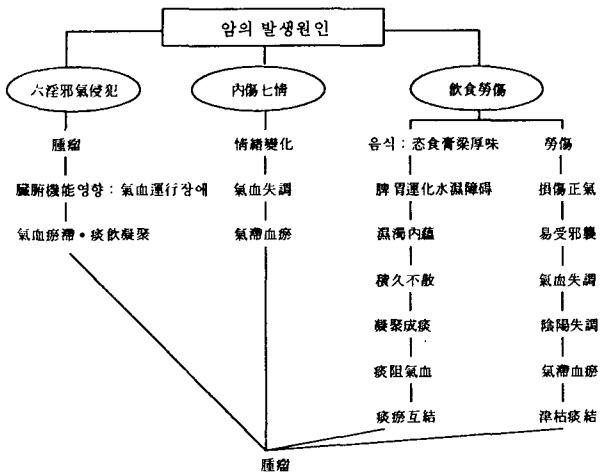 암의 발생원인
六淫邪氣侵犯
內傷七情
飮食勞傷
腫瘤
臟腑機能영향 : 氣血運行장애
氣血瘀滯・痰飮凝聚
情緖變化
氣血失調
氣滯血瘀
음식 : 恣食膏粱厚味
脾胃運化水濕障碍
濕濁內蘊
積久不散
凝聚成痰
痰阻氣血
痰瘀互結
勞傷
損傷正氣
易受邪襲
氣血失調
陰陽失調
氣滯血瘀
津枯痰結
腫瘤